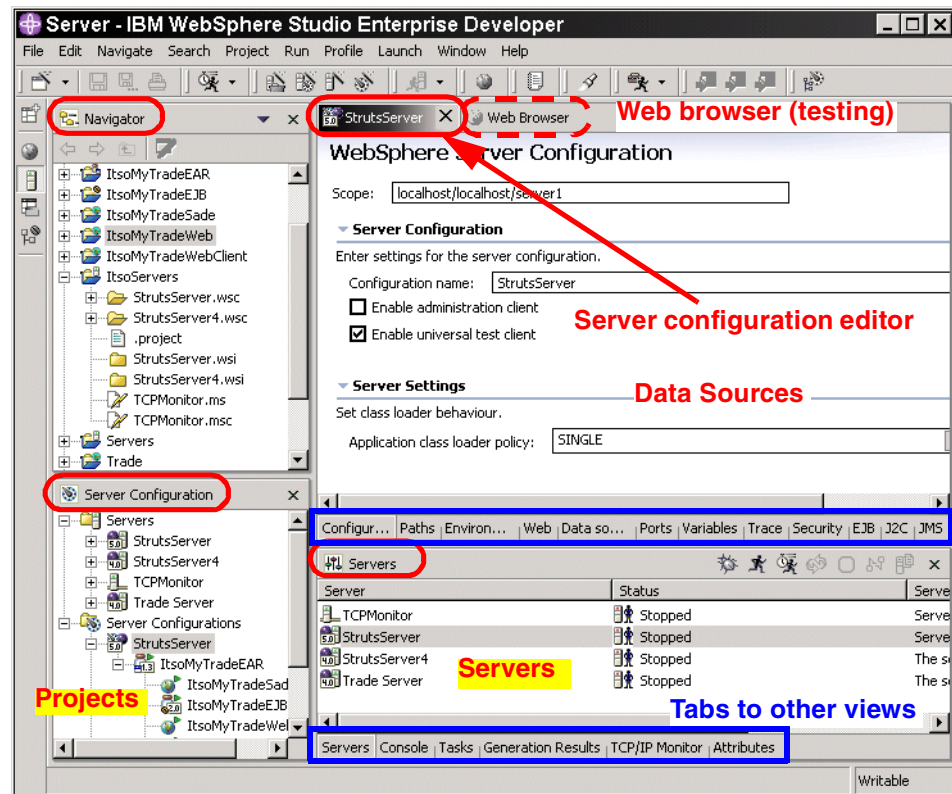 Server - IBM WebSphere Studio Enterprise Developer
File Edit Navigate Search Project Run Profile Launch Window Help
Navigator
StrutsServer
Web Browser
Web browser (testing)
ItsoMyTradeEAR
ItsoMyTradeEJB
ItsoMyTradeSade
ItsoMyTradeWeb
ItsoMyTradeWebClient
ItsoServers
StrutsServer.wsc
StrutsServer4.wsc
.project
StrutsServer.wsi
StrutsServer4.wsi
TCPMonitor.ms
TCPMonitor.msc
Servers
Trade
WebSphere Server Configuration
Scope: localhost/localhost/server1
Server Configuration
Enter settings for the server configuration.
Configuration name: StrutsServer
Enable administration client
Server configuration editor
Enable universal test client
Server Settings
Data Sources
Set class loader behaviour.
Application class loader policy: SINGLE
Configur... Paths Environ... Web Data so... Ports Variables Trace Security EJB J2C JMS
Server Configuration
Servers
StrutsServer
StrutsServer4
TCPMonitor
Trade Server
Server Configurations
StrutsServer
ItsoMyTradeEAR
ItsoMyTradeSad
ItsoMyTradeEJB
ItsoMyTradeWel
Projects
Servers
Server Status Serve
TCPMonitor Stopped Serve
StrutsServer Stopped Serve
StrutsServer4 Stopped The se
Trade Server Stopped The se
Servers
Tabs to other views
Servers Console Tasks Generation Results TCP/IP Monitor Attributes
Writable